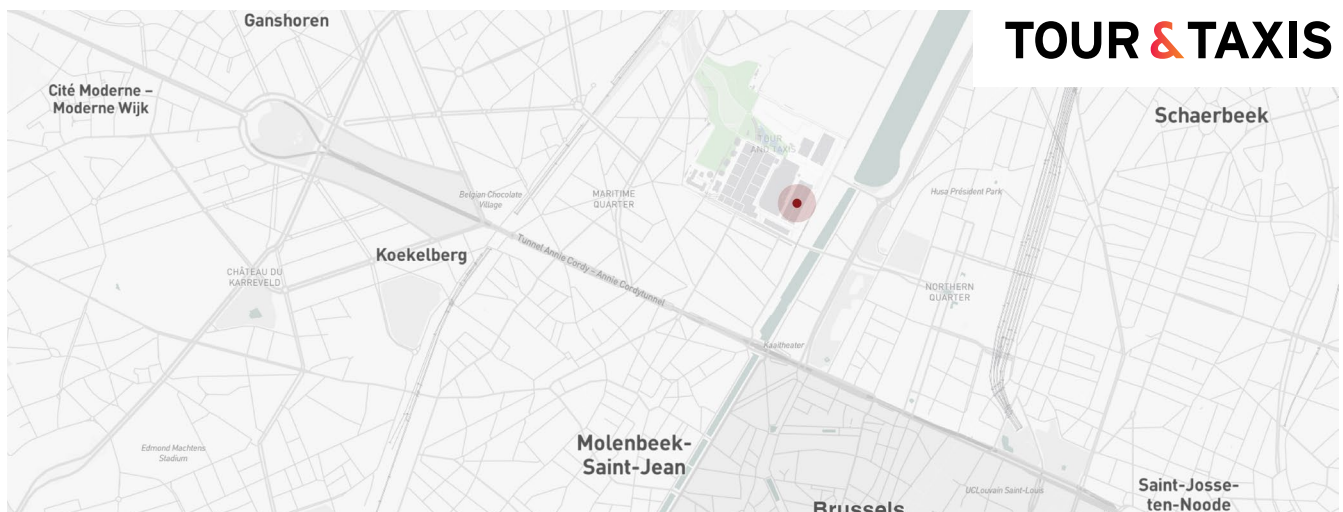 Ganshoren
TOUR & TAXIS
Cité Moderne –
Moderne Wijk
Schaerbeek
TOUR
AND TAXIS
Belgian Chocolate
Village
MARITIME
QUARTER
Husa Président Park
Koekelberg
Tunnel Annie Cordy – Annie Cordytunnel
CHÂTEAU DU
KARREVELD
NORTHERN
QUARTER
Kaaitheater
Edmond Machtens
Stadium
Molenbeek-
Saint-Jean
UCLouvain Saint-Louis
Saint-Josse-
ten-Noode
Brussels